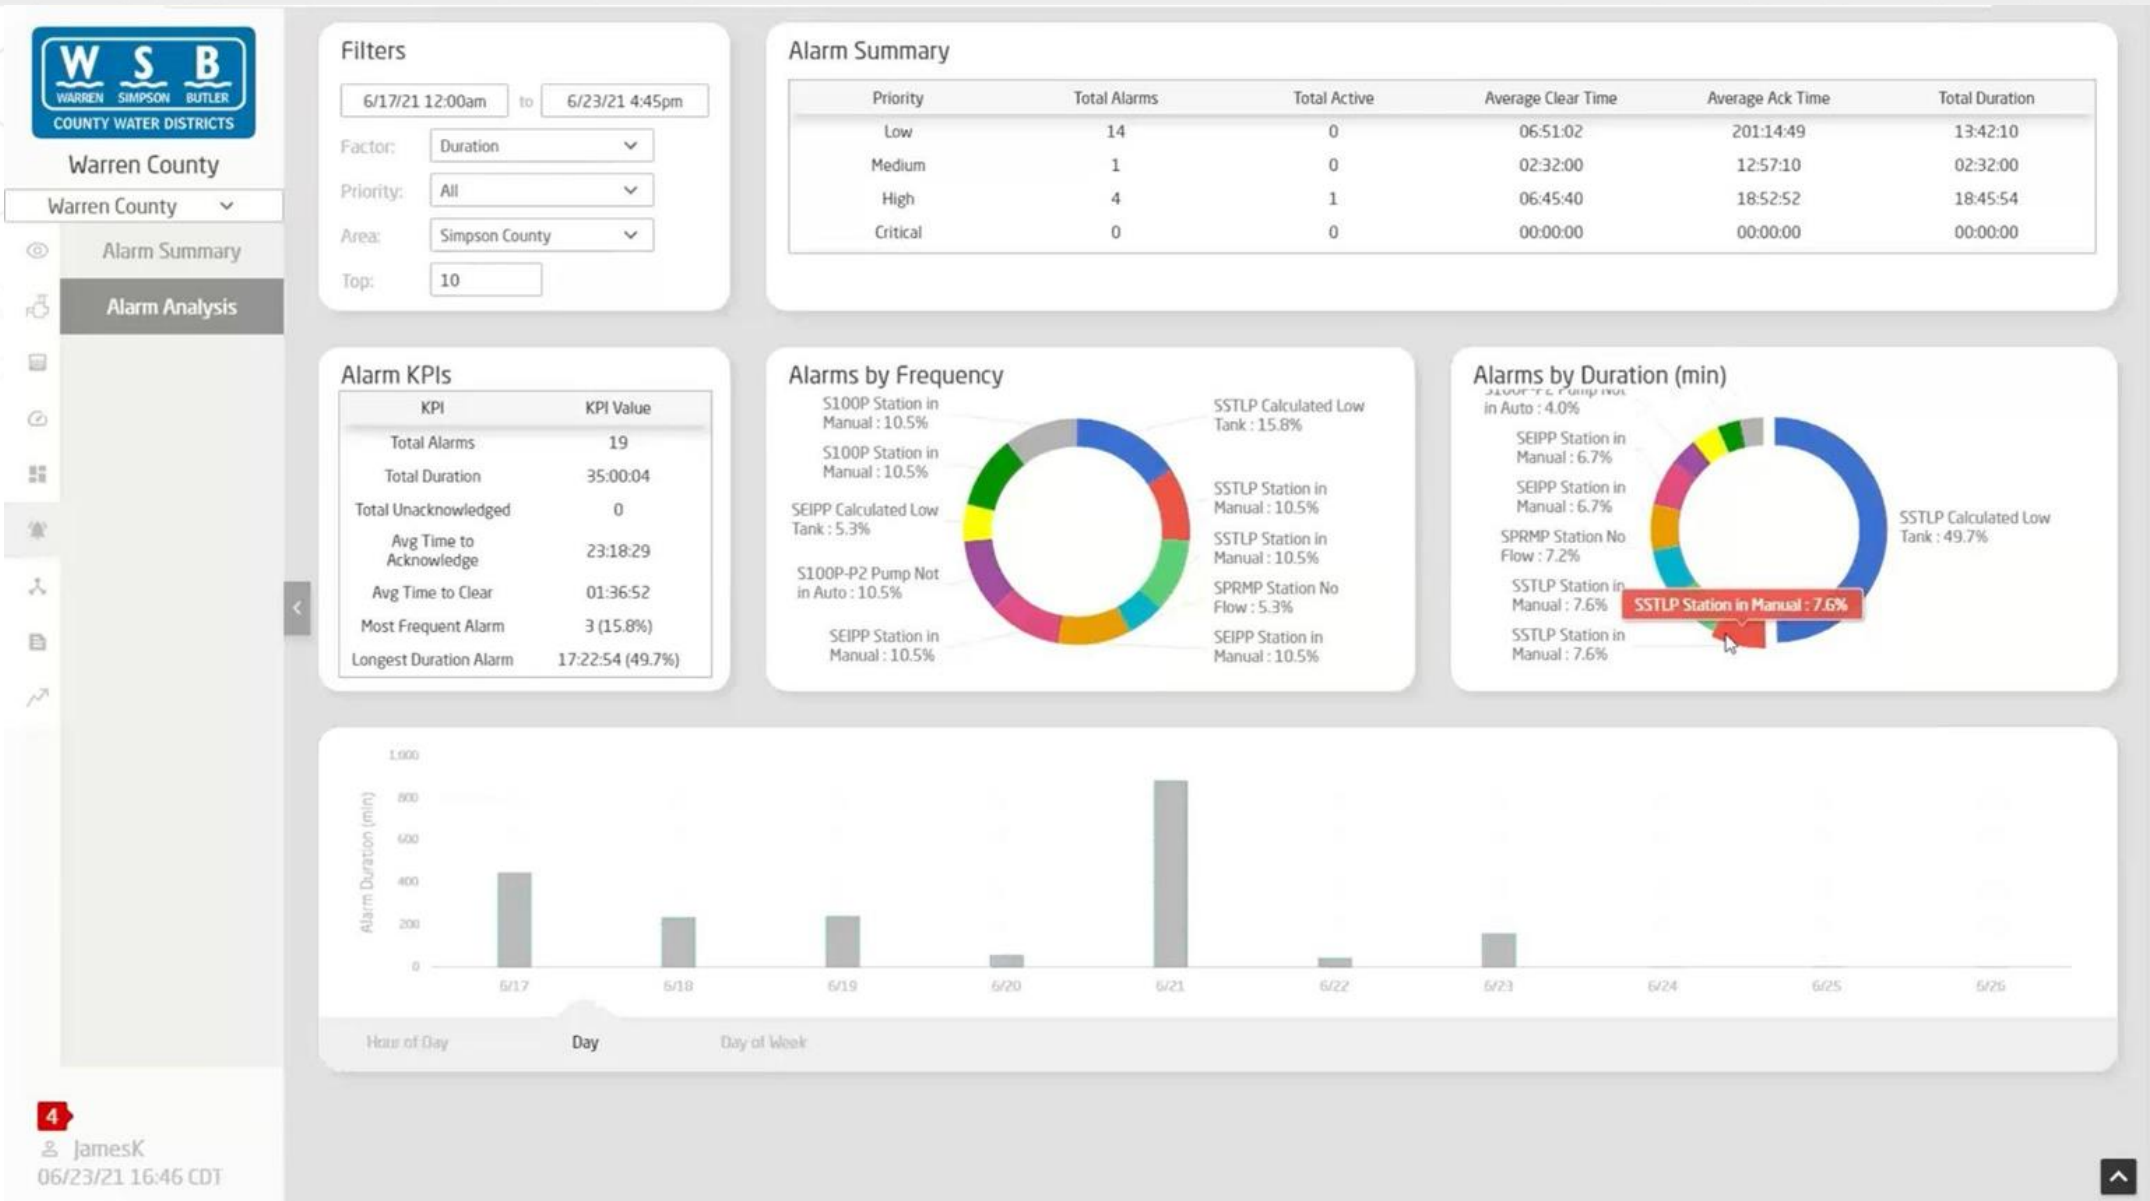 W S B
WARREN SIMPSON BUTLER
COUNTY WATER DISTRICTS
Warren County
Warren County
Alarm Summary
Alarm Analysis
4
JamesK
06/23/21 16:46 CDT
Filters
6/17/21 12:00am to 6/23/21 4:45pm
Factor: Duration
Priority: All
Area: Simpson County
Top: 10
Alarm Summary
Priority Total Alarms Total Active Average Clear Time Average Ack Time Total Duration
Low 14 0 06:51:02 201:14:49 13:42:10
Medium 1 0 02:32:00 12:57:10 02:32:00
High 4 1 06:45:40 18:52:52 18:45:54
Critical 0 0 00:00:00 00:00:00 00:00:00
Alarm KPIs
KPI KPI Value
Total Alarms 19
Total Duration 35:00:04
Total Unacknowledged 0
Avg Time to
Acknowledge 23:18:29
Avg Time to Clear 01:36:52
Most Frequent Alarm 3 (15.8%)
Longest Duration Alarm 17:22:54 (49.7%)
Alarms by Frequency
S100P Station in
Manual : 10.5%
S100P Station in
Manual : 10.5%
SEIPP Calculated Low
Tank : 5.3%
S100P-P2 Pump Not
in Auto : 10.5%
SEIPP Station in
Manual : 10.5%
SSTLP Calculated Low
Tank : 15.8%
SSTLP Station in
Manual : 10.5%
SSTLP Station in
Manual : 10.5%
SPRMP Station No
Flow : 5.3%
SEIPP Station in
Manual : 10.5%
Alarms by Duration (min)
S100P-P2 Pump Not
in Auto : 4.0%
SEIPP Station in
Manual : 6.7%
SEIPP Station in
Manual : 6.7%
SPRMP Station No
Flow : 7.2%
SSTLP Station in
Manual : 7.6%
SSTLP Station in
Manual : 7.6%
SSTLP Station in Manual : 7.6%
SSTLP Calculated Low
Tank : 49.7%
Alarm Duration (min)
1,000
800
600
400
200
0
6/17 6/18 6/19 6/20 6/21 6/22 6/23 6/24 6/25 6/26
Hour of Day Day Day of Week